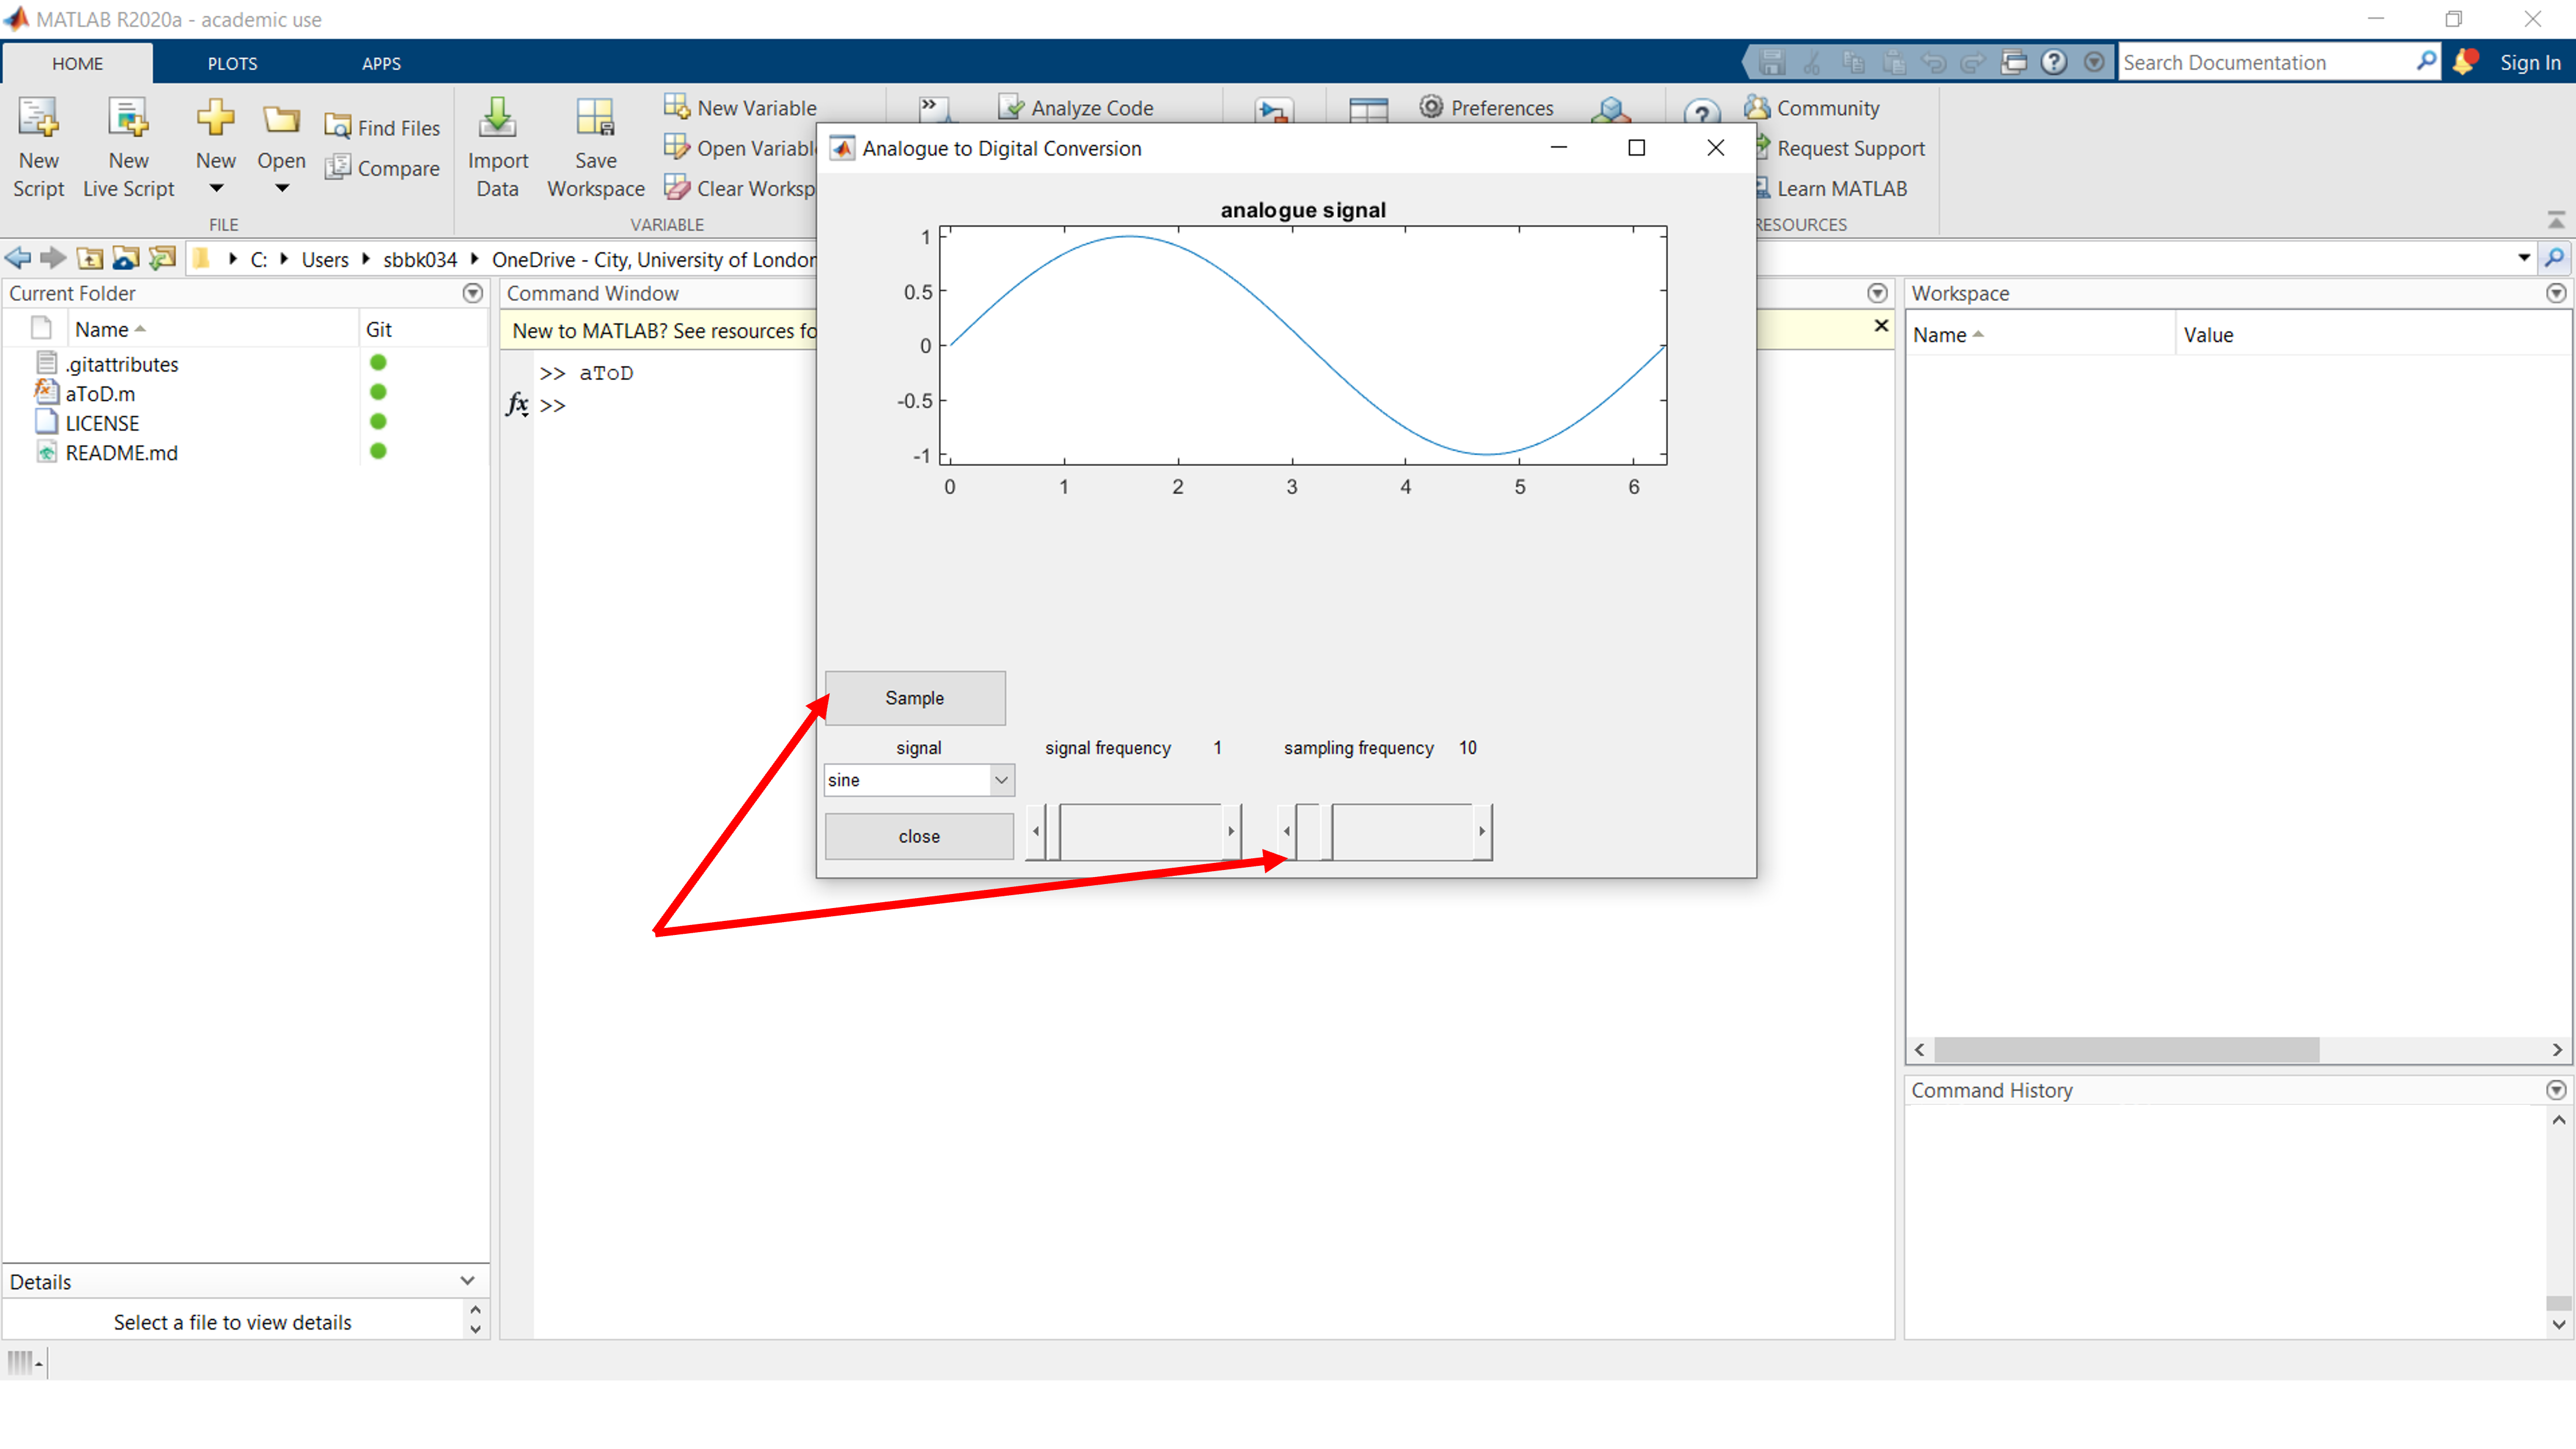 MATLAB R2020a - academic use
HOME PLOTS APPS
Search Documentation
Sign In
New Script
New Live Script
New
Open
Find Files
Compare
FILE
Import Data
Save Workspace
New Variable
Open Variabl
Clear Worksp
VARIABLE
Analyze Code
Preferences
Community
Request Support
Learn MATLAB
RESOURCES
C: Users sbbk034 OneDrive - City, University of London
Current Folder
Name Git
.gitattributes
aToD.m
LICENSE
README.md
Details
Select a file to view details
Command Window
New to MATLAB? See resources fo
>> aToD
fx >>
Analogue to Digital Conversion
analogue signal
1
0.5
0
-0.5
-1
0 1 2 3 4 5 6
Sample
signal signal frequency 1 sampling frequency 10
sine
close
Workspace
Name Value
Command History